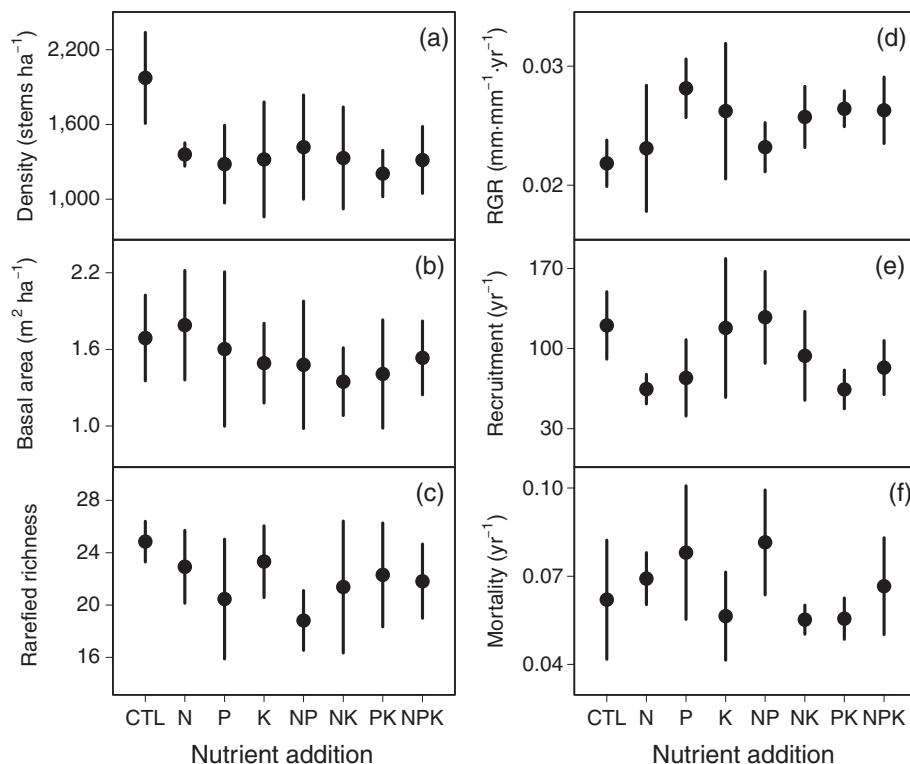 (a)
Density (stems ha⁻¹)
2,200
1,600
1,000
(b)
Basal area (m² ha⁻¹)
2.2
1.6
1.0
(c)
Rarefied richness
28
24
20
16
CTL N P K NP NK PK NPK
Nutrient addition
(d)
RGR (mm·mm⁻¹·yr⁻¹)
0.03
0.02
(e)
Recruitment (yr⁻¹)
170
100
30
(f)
Mortality (yr⁻¹)
0.10
0.07
0.04
CTL N P K NP NK PK NPK
Nutrient addition